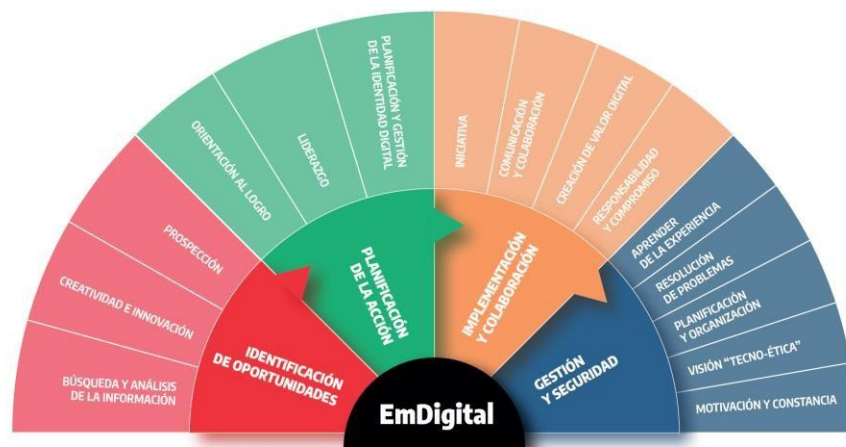 BÚSQUEDA Y ANÁLISIS
DE LA INFORMACIÓN
CREATIVIDAD E INNOVACIÓN
PROSPECCIÓN
ORIENTACIÓN AL LOGRO
LIDERAZGO
PLANIFICACIÓN Y GESTIÓN
DE LA IDENTIDAD DIGITAL
INICIATIVA
COMUNICACIÓN
Y COLABORACIÓN
CREACIÓN DE VALOR DIGITAL
RESPONSABILIDAD
Y COMPROMISO
APRENDER
DE LA EXPERIENCIA
RESOLUCIÓN
DE PROBLEMAS
PLANIFICACIÓN
Y ORGANIZACIÓN
VISIÓN “TECNO-ÉTICA”
MOTIVACIÓN Y CONSTANCIA
IDENTIFICACIÓN
DE OPORTUNIDADES
PLANIFICACIÓN
DE LA ACCIÓN
IMPLEMENTACIÓN
Y COLABORACIÓN
GESTIÓN
Y SEGURIDAD
EmDigital